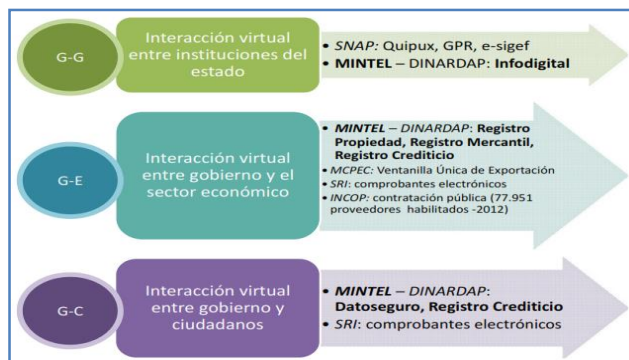 G-G
Interacción virtual
entre instituciones del
estado
• SNAP: Quipux, GPR, e-sigef
• MINTEL – DINARDAP: Infodigital
G-E
Interacción virtual
entre gobierno y el
sector económico
• MINTEL – DINARDAP: Registro
Propiedad, Registro Mercantil,
Registro Crediticio
• MCPEC: Ventanilla Única de Exportación
• SRI: comprobantes electrónicos
• INCOP: contratación pública (77.951
proveedores habilitados -2012)
G-C
Interacción virtual
entre gobierno y
ciudadanos
• MINTEL – DINARDAP:
Datoseguro, Registro Crediticio
• SRI: comprobantes electrónicos